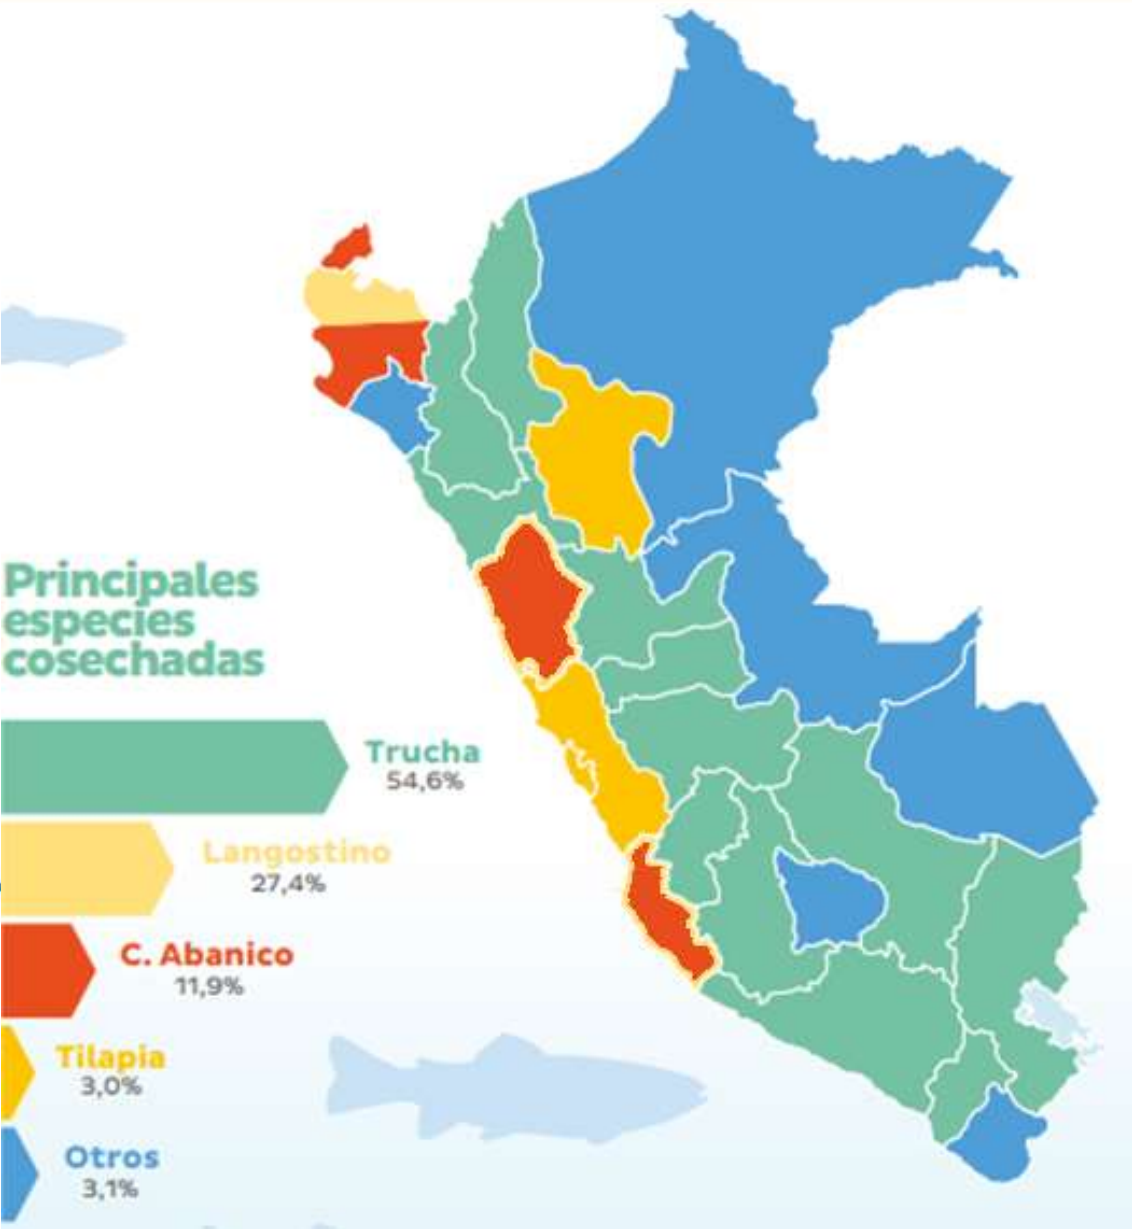 Principales
especies
cosechadas
Trucha
54,6%
Langostino
27,4%
C. Abanico
11,9%
Tilapia
3,0%
Otros
3,1%